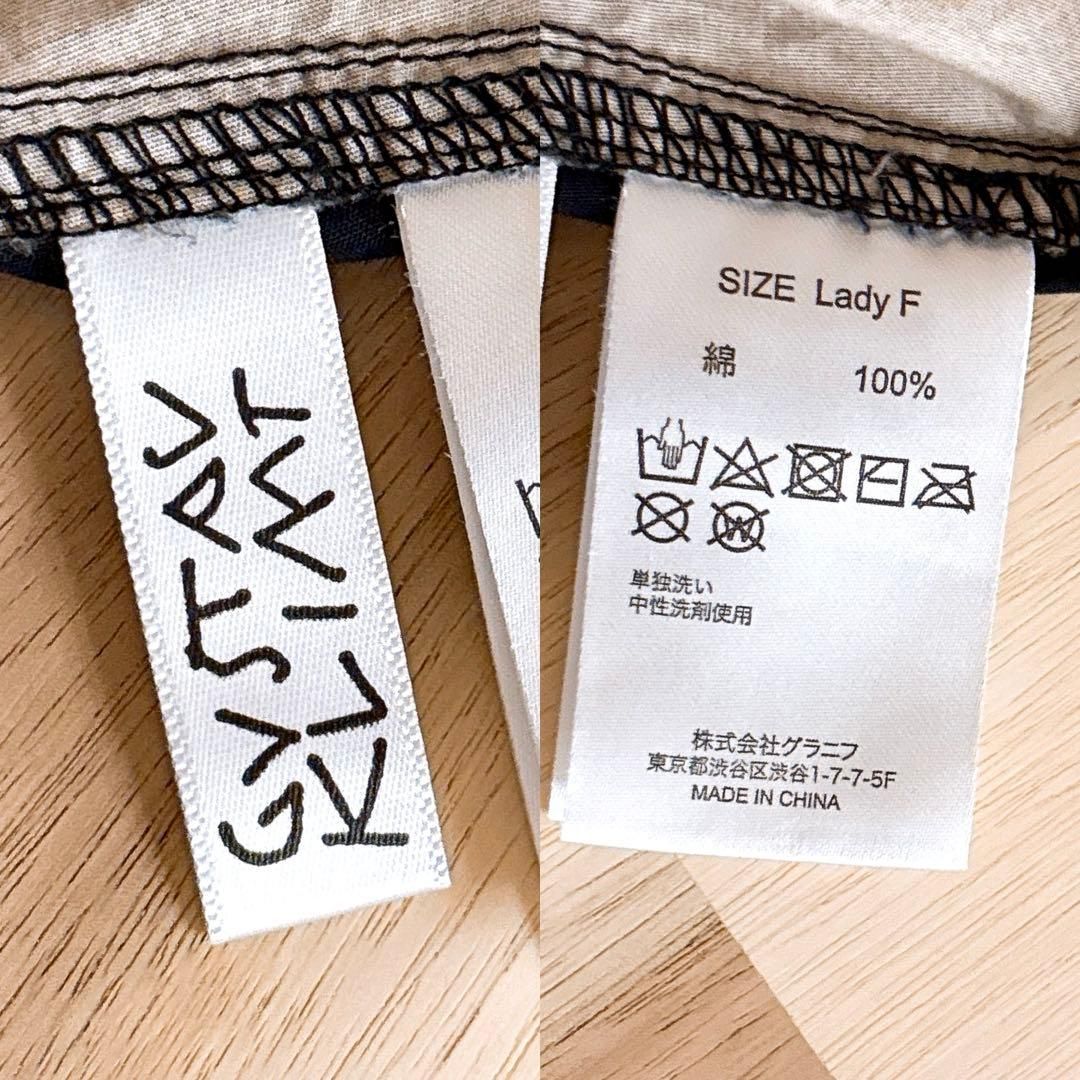 GVSTAV
KLIMT
SIZE Lady F
綿 100%
W
単独洗い
中性洗剤使用
株式会社グラニフ
東京都渋谷区渋谷1-7-7-5F
MADE IN CHINA